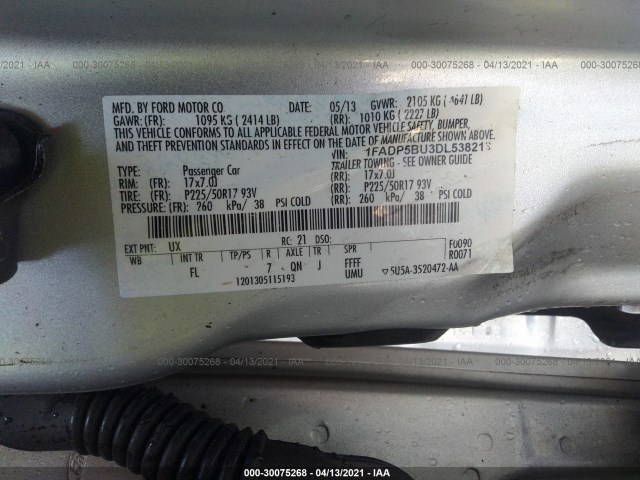 000-30075268 - 04/13/2021 - IAA
MFD. BY FORD MOTOR CO. DATE: 05/13 GVWR: 2105 KG ( 4641 LB)
GAWR: (FR): 1095 KG ( 2414 LB) (RR): 1010 KG ( 2227 LB)
THIS VEHICLE CONFORMS TO ALL APPLICABLE FEDERAL MOTOR VEHICLE SAFETY, BUMPER,
AND THEFT PREVENTION STANDARDS IN EFFECT ON THE DATE OF MANUFACTURE SHOWN ABOVE.
VIN: 1FADP5BU3DL53821
TYPE: Passenger Car TRAILER TOWING - SEE OWNER GUIDE
RIM: (FR): 17x7.0J (RR): 17x7.0J
TIRE: (FR): P225/50R17 93V (RR): P225/50R17 93V
PRESSURE: (FR): 260 kPa/ 38 PSI COLD (RR): 260 kPa/ 38 PSI COLD
EXT PNT: UX RC: 21 DSO: FU090
WB INT TR TP/PS R AXLE TR SPR R0071
FL 7 QN J FFFF
UMU
1201305115193 5U5A-3520472-AA
000-30075268 - 04/13/2021 - IAA
000-30075268 - 04/13/2021 - IAA